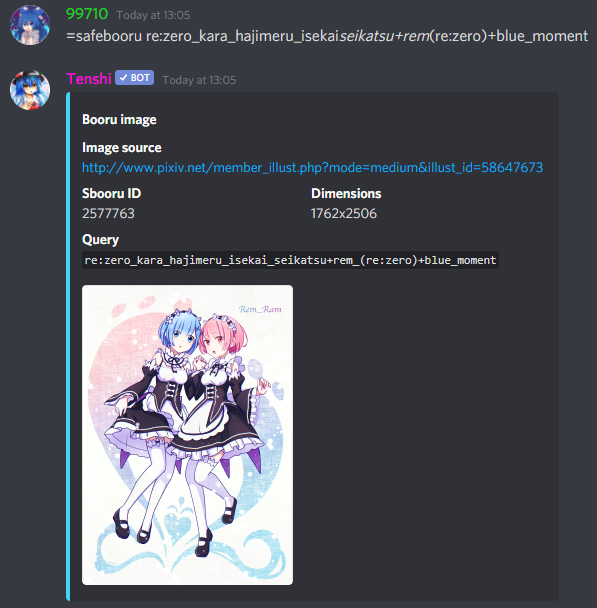 99710 Today at 13:05
=safebooru re:zero_kara_hajimeru_isekaiseikatsu+rem(re:zero)+blue_moment
Tenshi ✓ BOT Today at 13:05
Booru image
Image source
http://www.pixiv.net/member_illust.php?mode=medium&illust_id=58647673
Sbooru ID Dimensions
2577763 1762x2506
Query
re:zero_kara_hajimeru_isekai_seikatsu+rem_(re:zero)+blue_moment
Rem_Ram